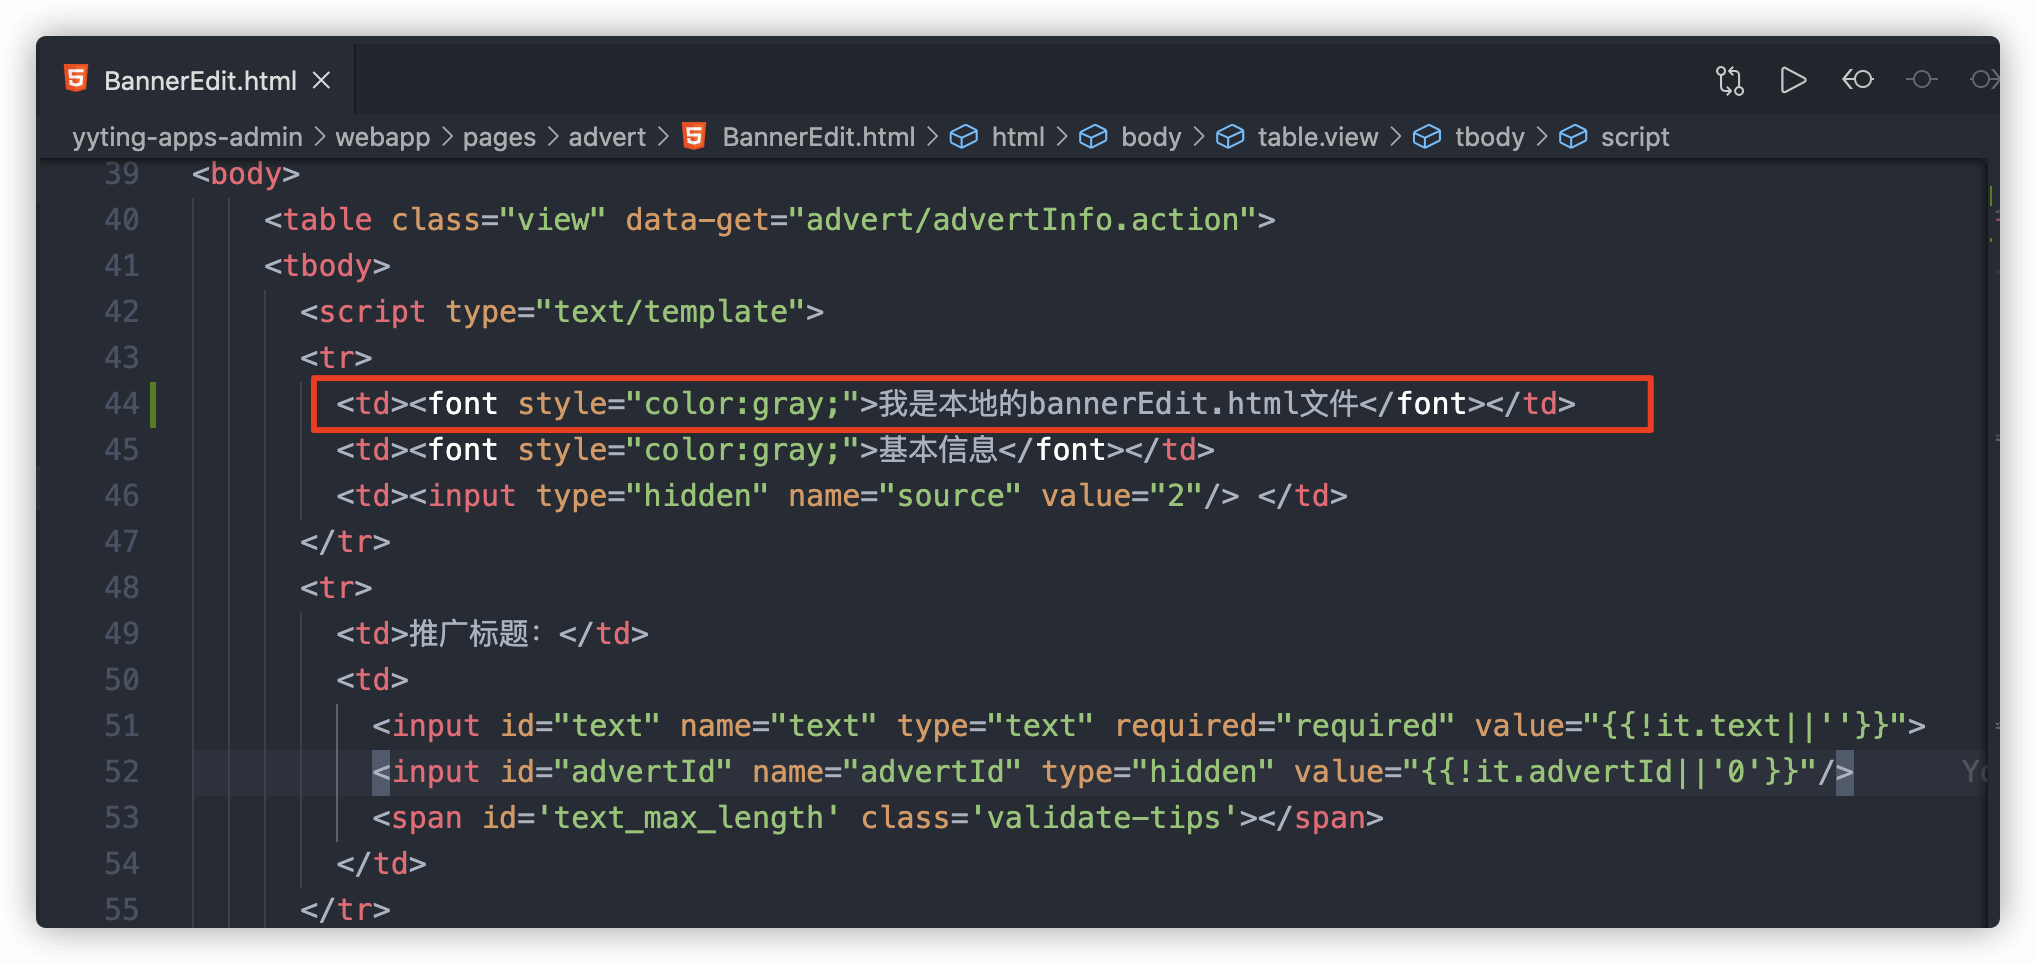 BannerEdit.html
yyting-apps-admin > webapp > pages > advert > BannerEdit.html > html > body > table.view > tbody > script
39 <body>
40 <table class="view" data-get="advert/advertInfo.action">
41 <tbody>
42 <script type="text/template">
43 <tr>
44 <td><font style="color:gray;">我是本地的bannerEdit.html文件</font></td>
45 <td><font style="color:gray;">基本信息</font></td>
46 <td><input type="hidden" name="source" value="2"/> </td>
47 </tr>
48 <tr>
49 <td>推广标题：</td>
50 <td>
51 <input id="text" name="text" type="text" required="required" value="{{!it.text||''}}">
52 <input id="advertId" name="advertId" type="hidden" value="{{!it.advertId||'0'}}"/>
53 <span id='text_max_length' class='validate-tips'></span>
54 </td>
55 </tr>